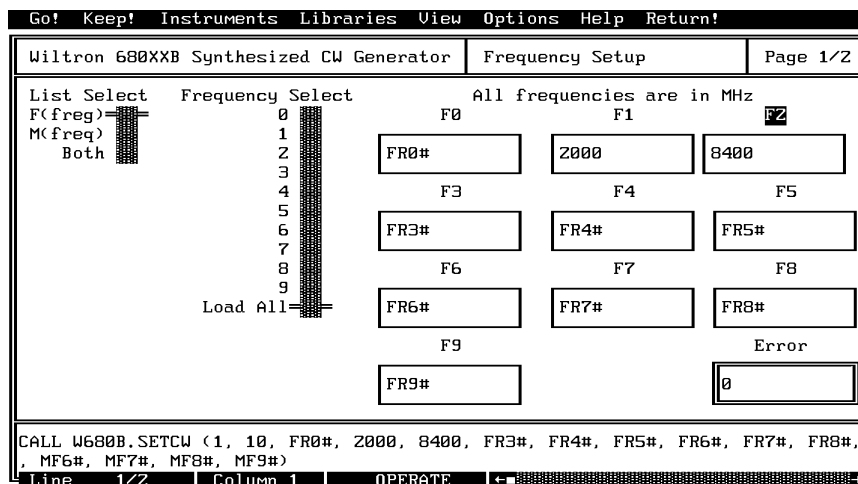 Go! Keep! Instruments Libraries View Options Help Return!
Wiltron 680XXB Synthesized CW Generator Frequency Setup Page 1/2
List Select Frequency Select All frequencies are in MHz
F(freq) 0 F0 F1 F2
M(freq) 1
Both 2 FR0# 2000 8400
3
4 F3 F4 F5
5
6 FR3# FR4# FR5#
7
8 F6 F7 F8
9
Load All FR6# FR7# FR8#
F9 Error
FR9# 0
CALL W680B.SETCW (1, 10, FR0#, 2000, 8400, FR3#, FR4#, FR5#, FR6#, FR7#, FR8#,
, MF6#, MF7#, MF8#, MF9#)
Line 1/2 Column 1 OPERATE